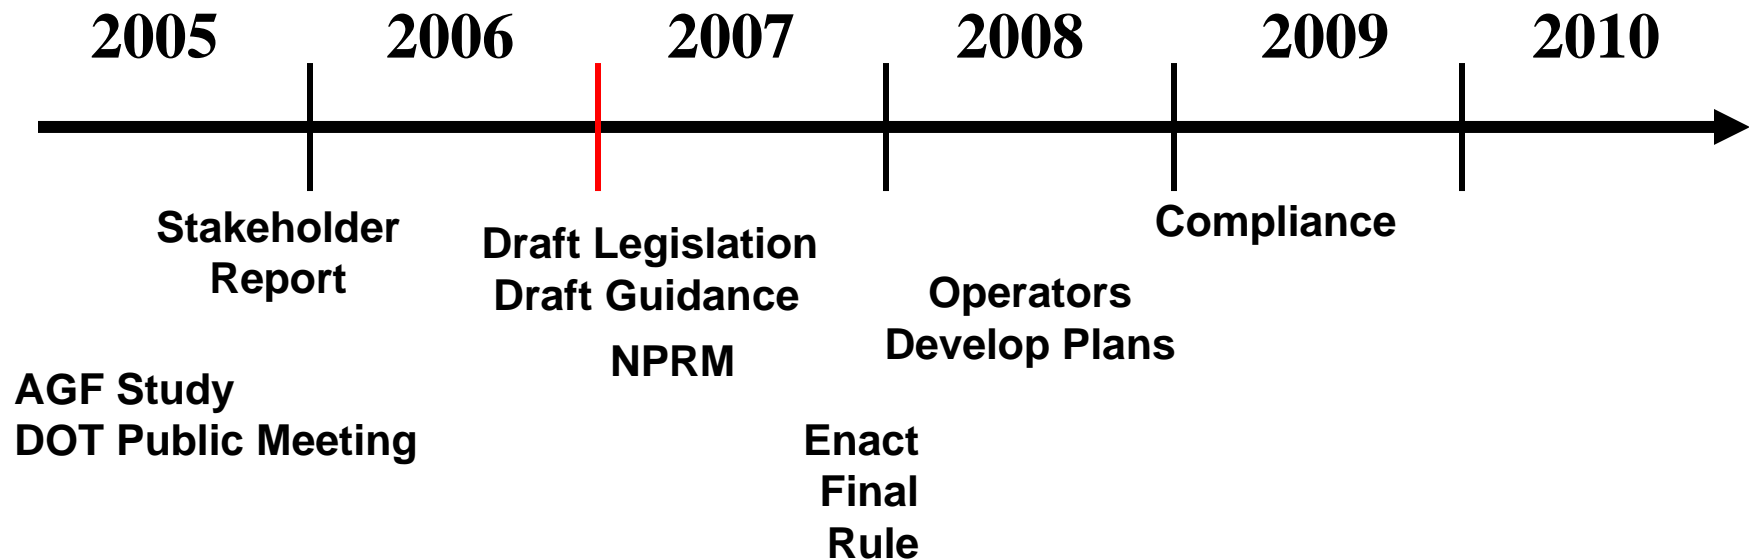 2005 2006 2007 2008 2009 2010
Stakeholder
Report
Draft Legislation
Draft Guidance
NPRM
Compliance
Operators
Develop Plans
AGF Study
DOT Public Meeting
Enact
Final
Rule